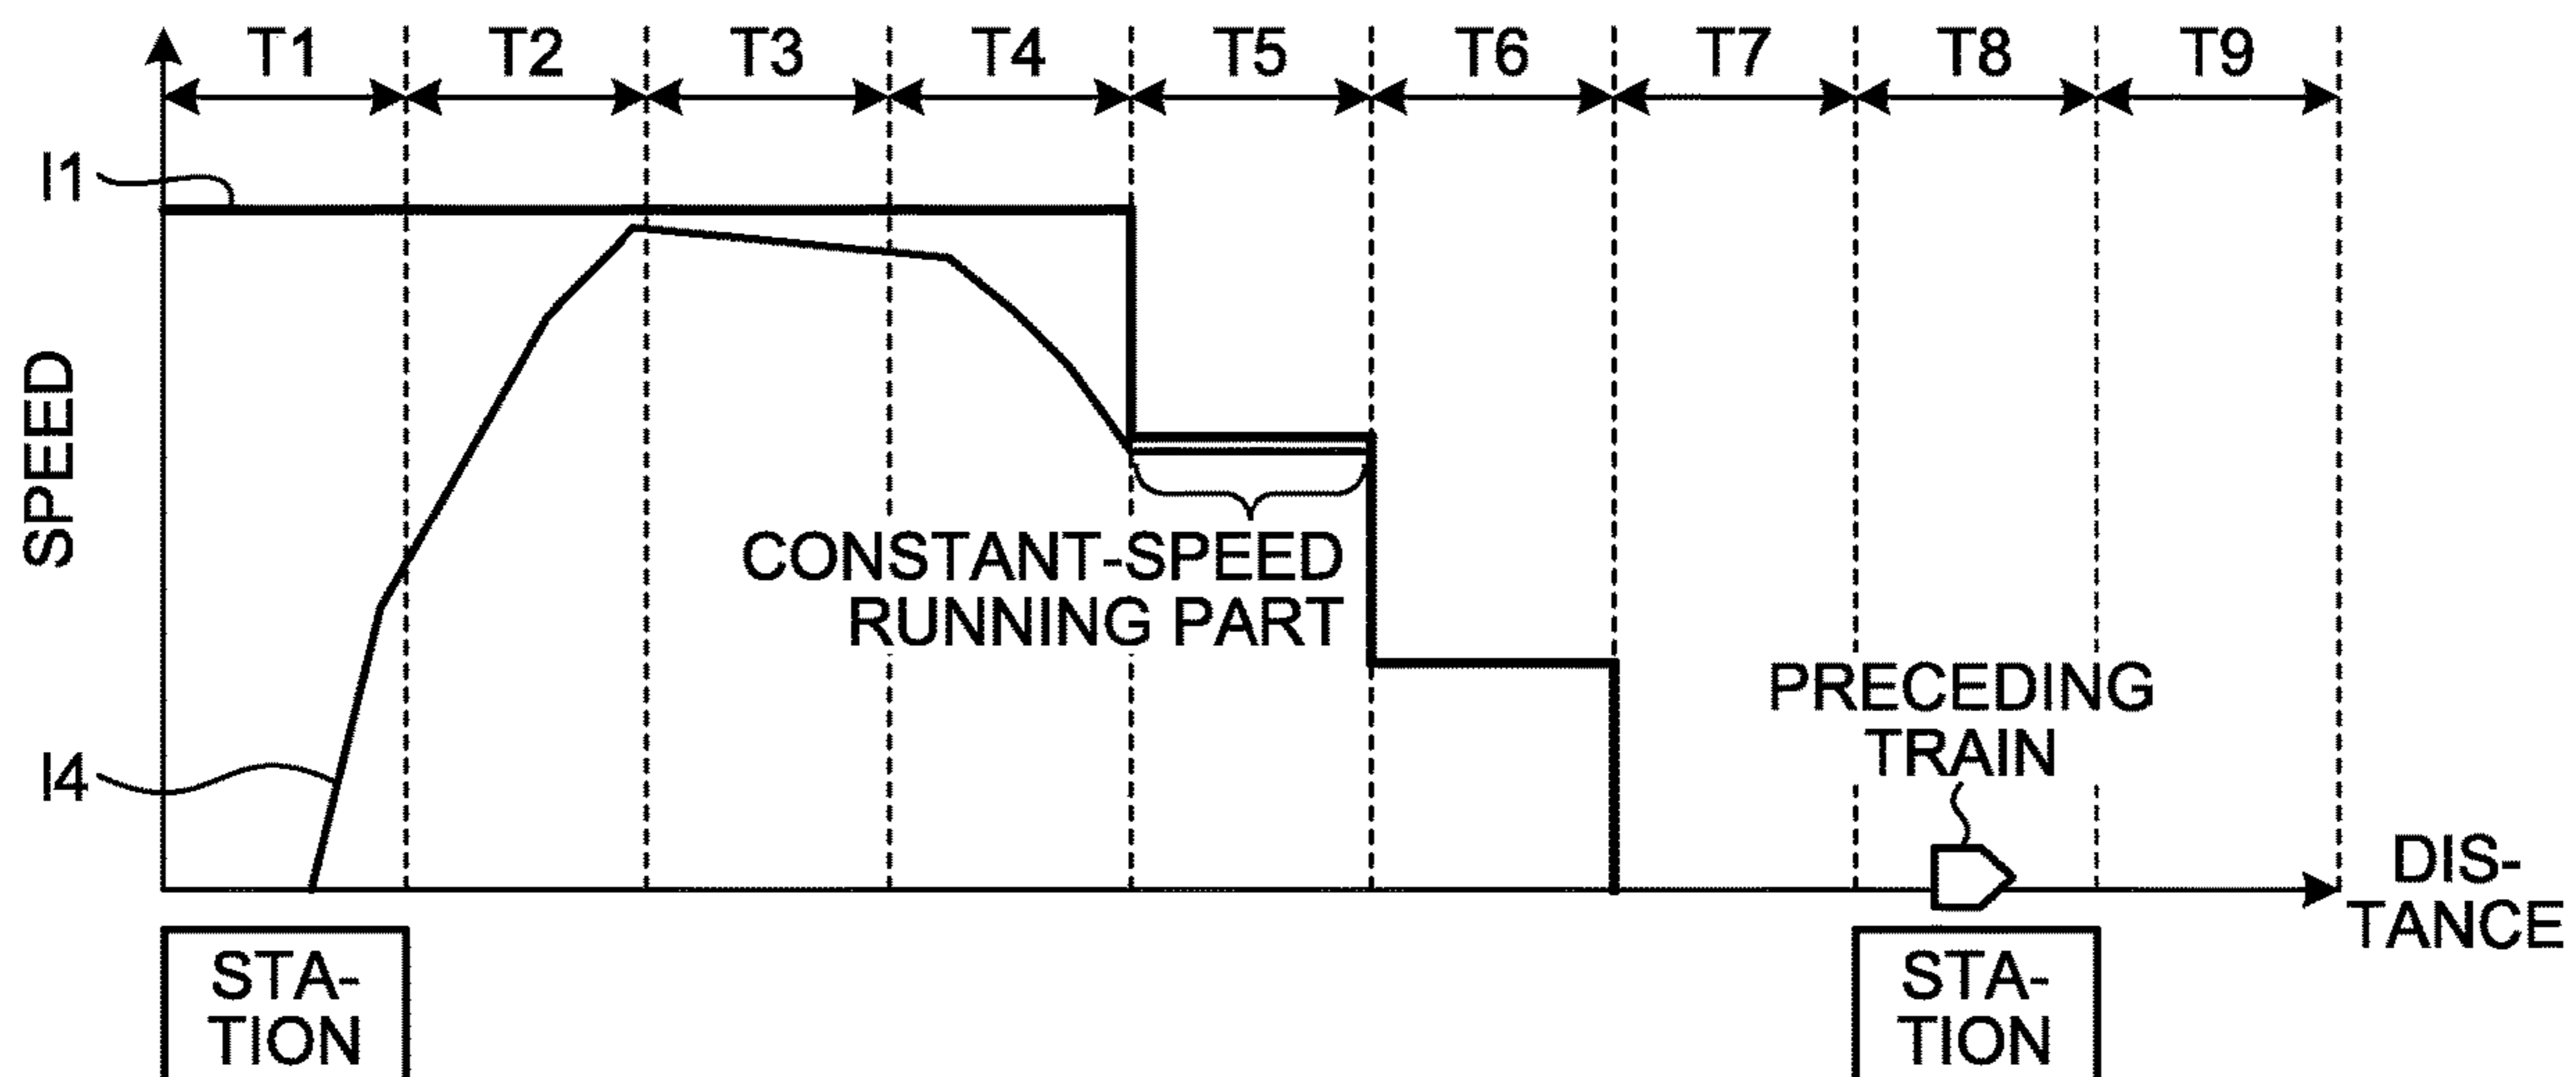 T1 T2 T3 T4 T5 T6 T7 T8 T9
I1
SPEED
CONSTANT-SPEED
RUNNING PART
PRECEDING
TRAIN
I4
DIS-
TANCE
STA-
TION
STA-
TION